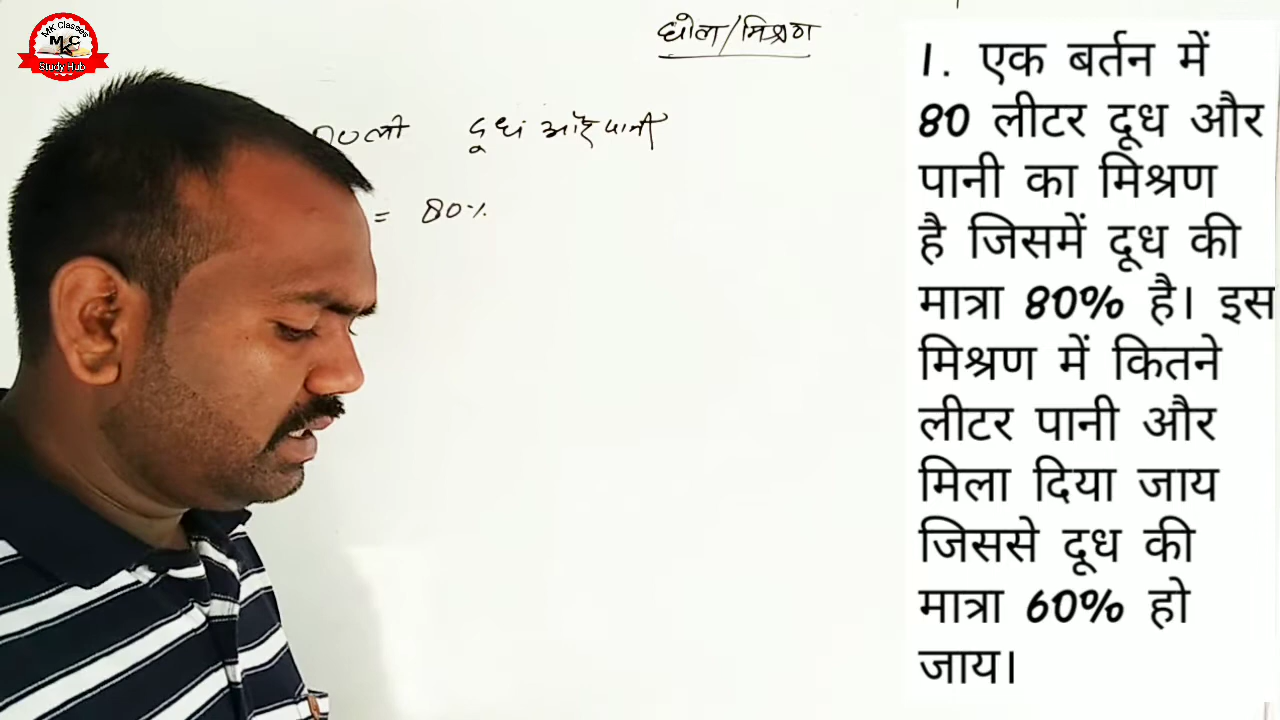 MK Classes
MKC
Study Hub
घोल/मिश्रण
80ली दूध और पानी
= 80%
1. एक बर्तन में
80 लीटर दूध और
पानी का मिश्रण
है जिसमें दूध की
मात्रा 80% है। इस
मिश्रण में कितने
लीटर पानी और
मिला दिया जाय
जिससे दूध की
मात्रा 60% हो
जाय।